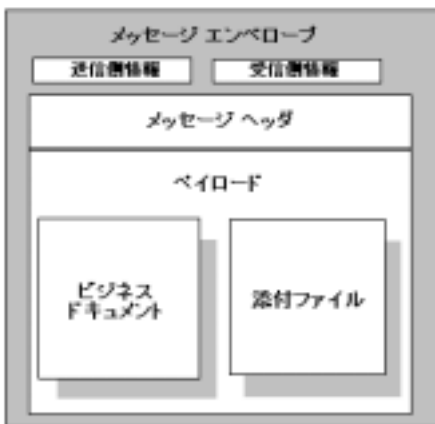 メッセージ エンベロープ
送信側情報 受信側情報
メッセージ ヘッダ
ペイロード
ビジネス
ドキュメント
添付ファイル